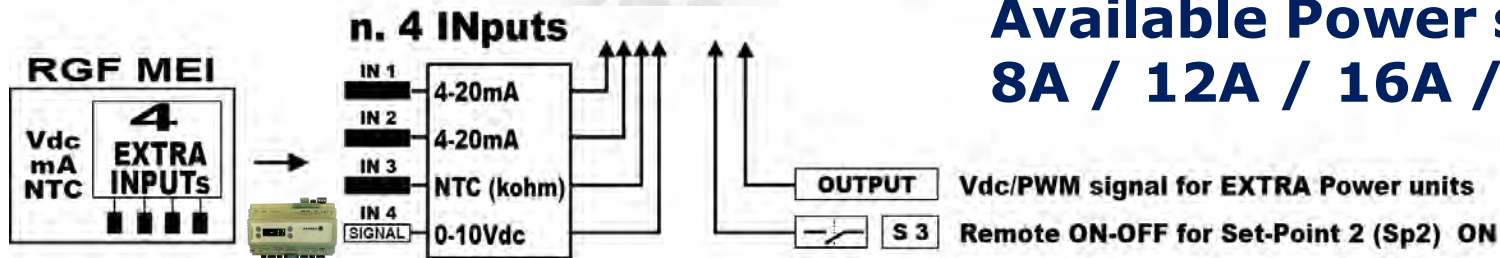 n. 4 INputs
RGF MEI
Vdc
mA
NTC
4
EXTRA
INPUTs
IN 1
4-20mA
IN 2
4-20mA
IN 3
NTC (kohm)
IN 4
SIGNAL
0-10Vdc
Available Power s
8A / 12A / 16A /
OUTPUT
Vdc/PWM signal for EXTRA Power units
S 3
Remote ON-OFF for Set-Point 2 (Sp2) ON